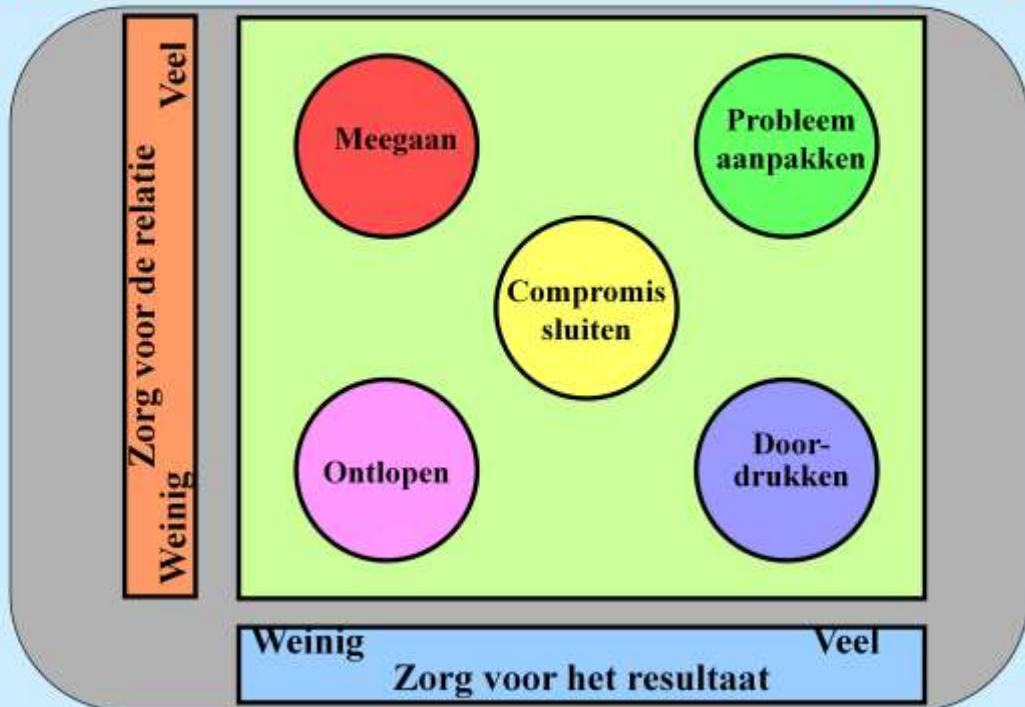 Veel
Zorg voor de relatie
Weinig
Meegaan
Probleem
aanpakken
Compromis
sluiten
Ontlopen
Door-
drukken
Weinig
Veel
Zorg voor het resultaat